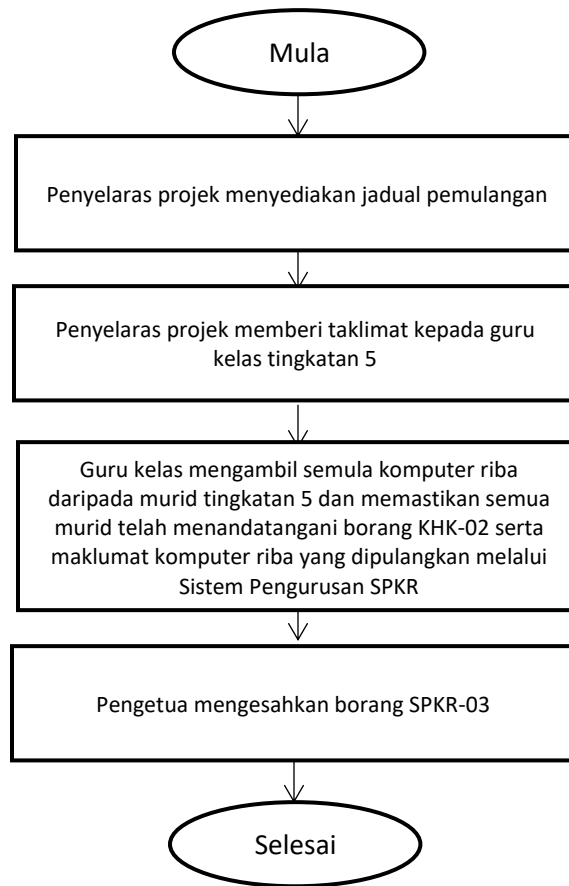 Mula
Penyelaras projek menyediakan jadual pemulangan
Penyelaras projek memberi taklimat kepada guru
kelas tingkatan 5
Guru kelas mengambil semula komputer riba
daripada murid tingkatan 5 dan memastikan semua
murid telah menandatangani borang KHK-02 serta
maklumat komputer riba yang dipulangkan melalui
Sistem Pengurusan SPKR
Pengetua mengesahkan borang SPKR-03
Selesai